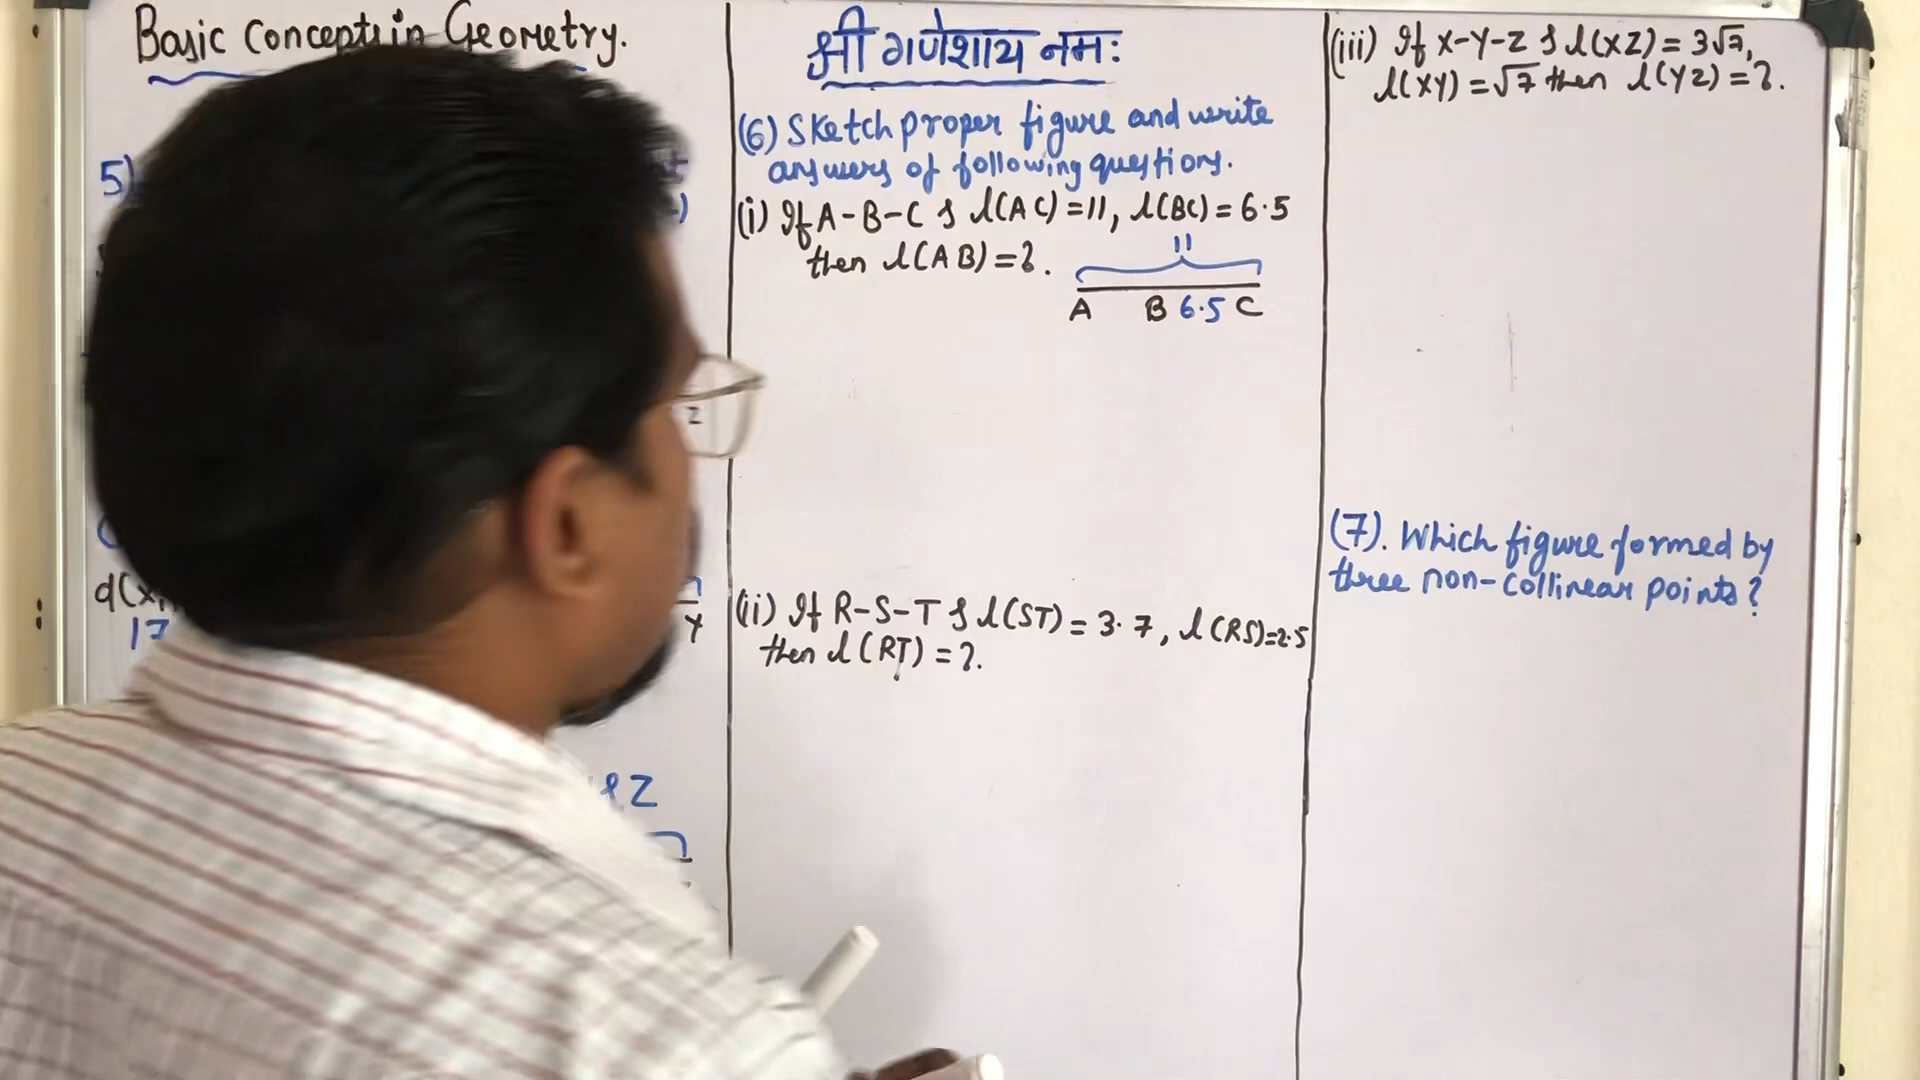 Basic Concepts in Geometry.
5)
d(x,
17
Y
& Z
श्री गणेशाय नमः
(6) Sketch proper figure and write
answers of following questions.
(i) If A-B-C & l(AC) = 11, l(BC) = 6.5
then l(AB) = ?.
11
A B 6.5 C
(ii) If R-S-T & l(ST) = 3.7, l(RS)=2.5
then l(RT) = ?.
(iii) If X-Y-Z & l(XZ) = 3√7,
l(XY) = √7 then l(YZ) = ?.
(7). Which figure formed by
three non-collinear points?